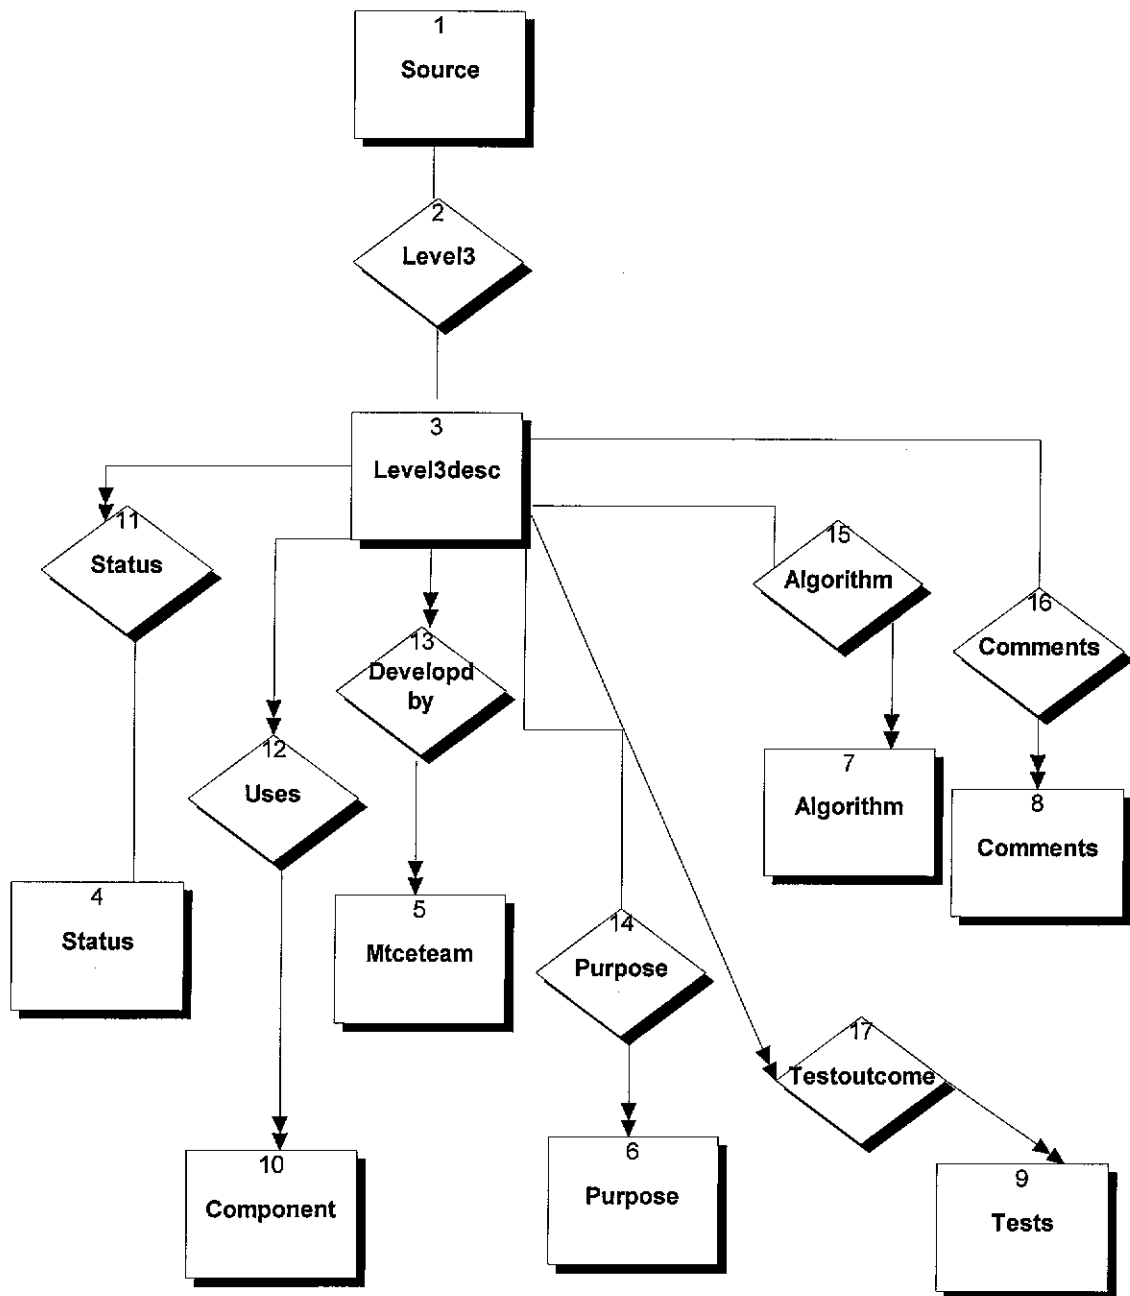 1
Source
2
Level3
3
Level3desc
11
Status
15
Algorithm
16
Comments
13
Developd
by
12
Uses
7
Algorithm
8
Comments
4
Status
5
Mtceteam
14
Purpose
17
Testoutcome
10
Component
6
Purpose
9
Tests